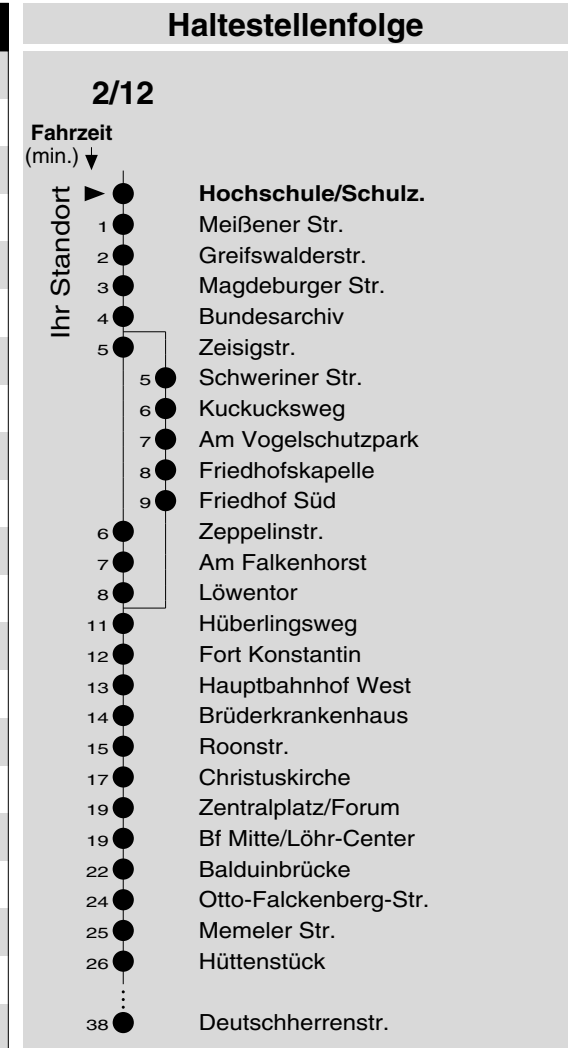 Haltestellenfolge
2/12
Fahrzeit
(min.)
Ihr Standort
Hochschule/Schulz.
1 Meißener Str.
2 Greifswalderstr.
3 Magdeburger Str.
4 Bundesarchiv
5 Zeisigstr.
5 Schweriner Str.
6 Kuckucksweg
7 Am Vogelschutzpark
8 Friedhofskapelle
9 Friedhof Süd
6 Zeppelinstr.
7 Am Falkenhorst
8 Löwentor
11 Hüberlingsweg
12 Fort Konstantin
13 Hauptbahnhof West
14 Brüderkrankenhaus
15 Roonstr.
17 Christuskirche
19 Zentralplatz/Forum
19 Bf Mitte/Löhr-Center
22 Balduinbrücke
24 Otto-Falckenberg-Str.
25 Memeler Str.
26 Hüttenstück
38 Deutschherrenstr.